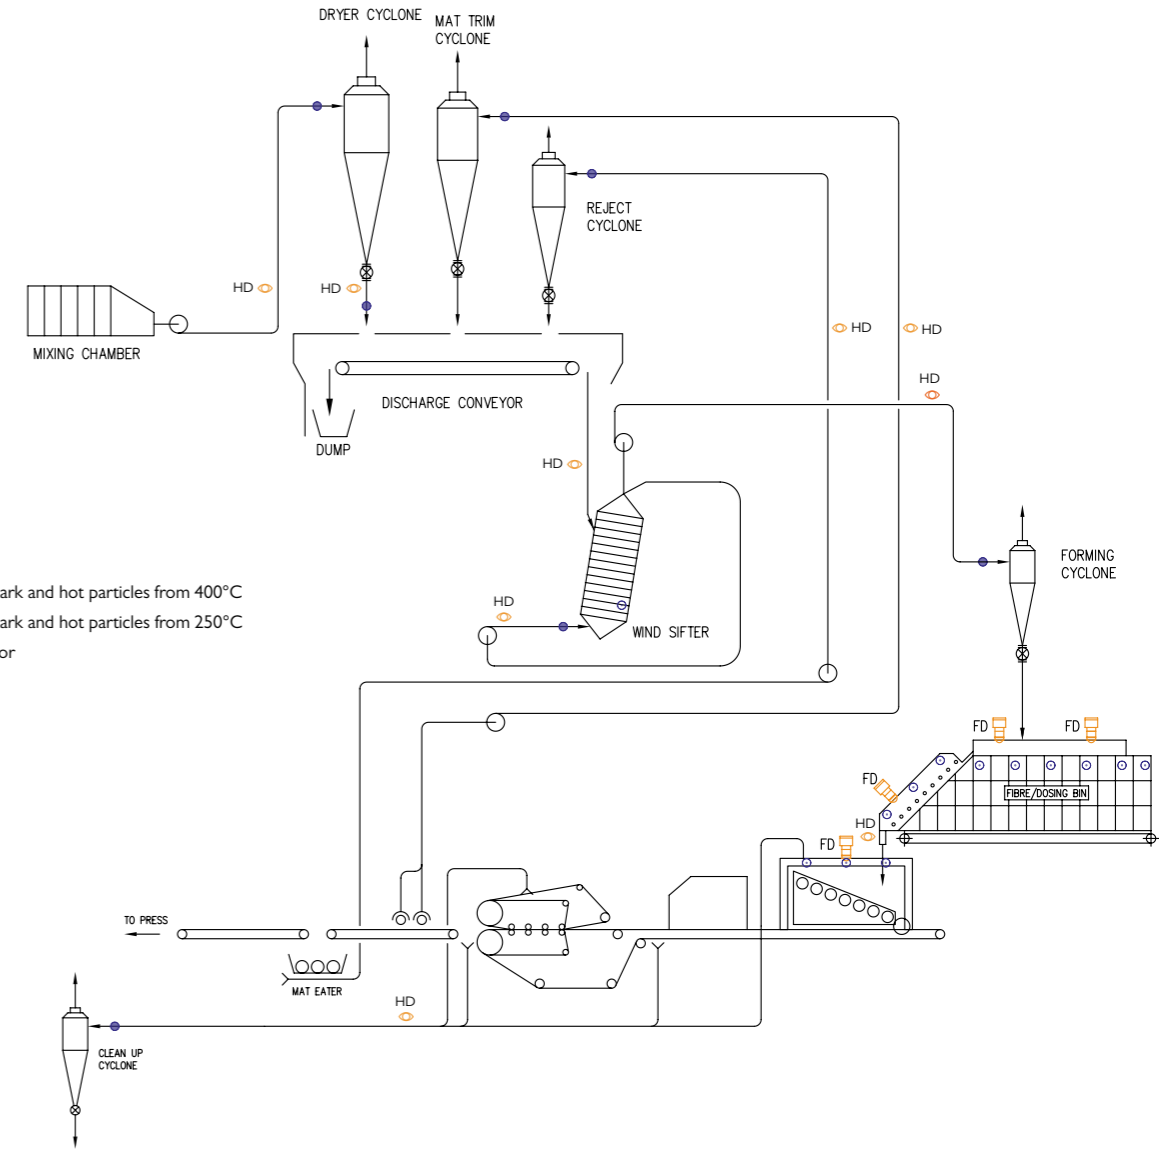 DRYER CYCLONE
MAT TRIM
CYCLONE
REJECT
CYCLONE
HD
HD
MIXING CHAMBER
HD
HD
HD
DISCHARGE CONVEYOR
DUMP
HD
FORMING
CYCLONE
ark and hot particles from 400°C
ark and hot particles from 250°C
or
HD
WIND SIFTER
FD
FD
FD
FIBRE/DOSING BIN
HD
FD
TO PRESS
MAT EATER
HD
CLEAN UP
CYCLONE